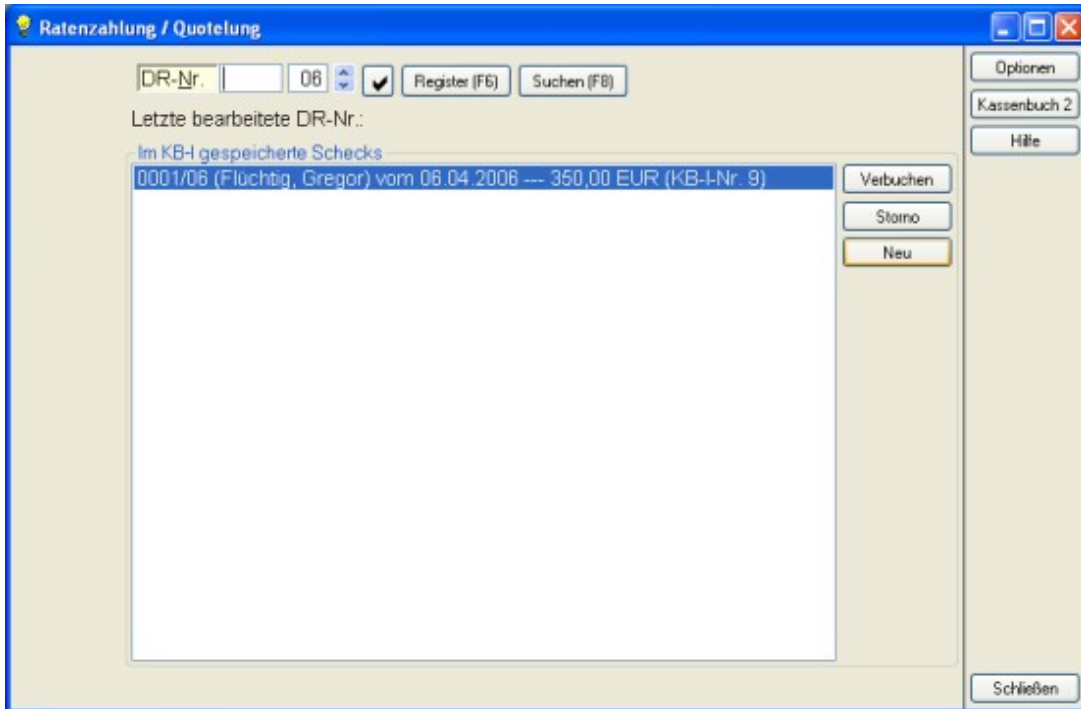 Ratenzahlung / Quotelung
DR-Nr. 06 Register (F6) Suchen (F8)
Letzte bearbeitete DR-Nr.:
Im KB-I gespeicherte Schecks
0001/06 (Flüchtig, Gregor) vom 06.04.2006 --- 350,00 EUR (KB-I-Nr. 9)
Verbuchen
Storno
Neu
Optionen
Kassenbuch 2
Hilfe
Schließen